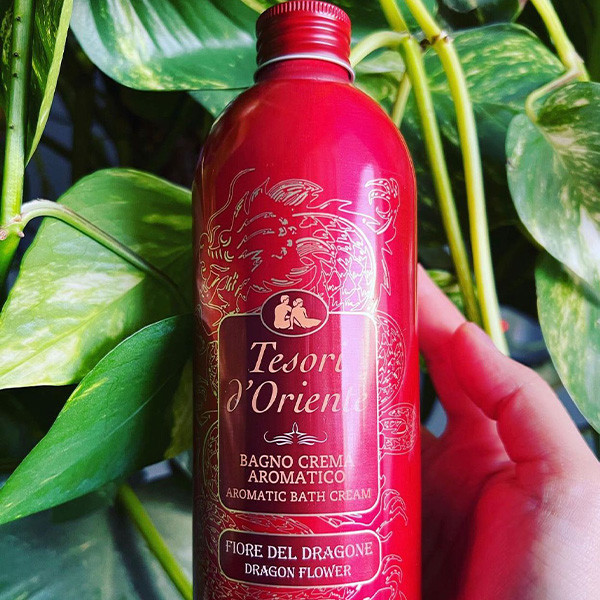 Tesori
d'Oriente
BAGNO CREMA
AROMATICO
AROMATIC BATH CREAM
FIORE DEL DRAGONE
DRAGON FLOWER